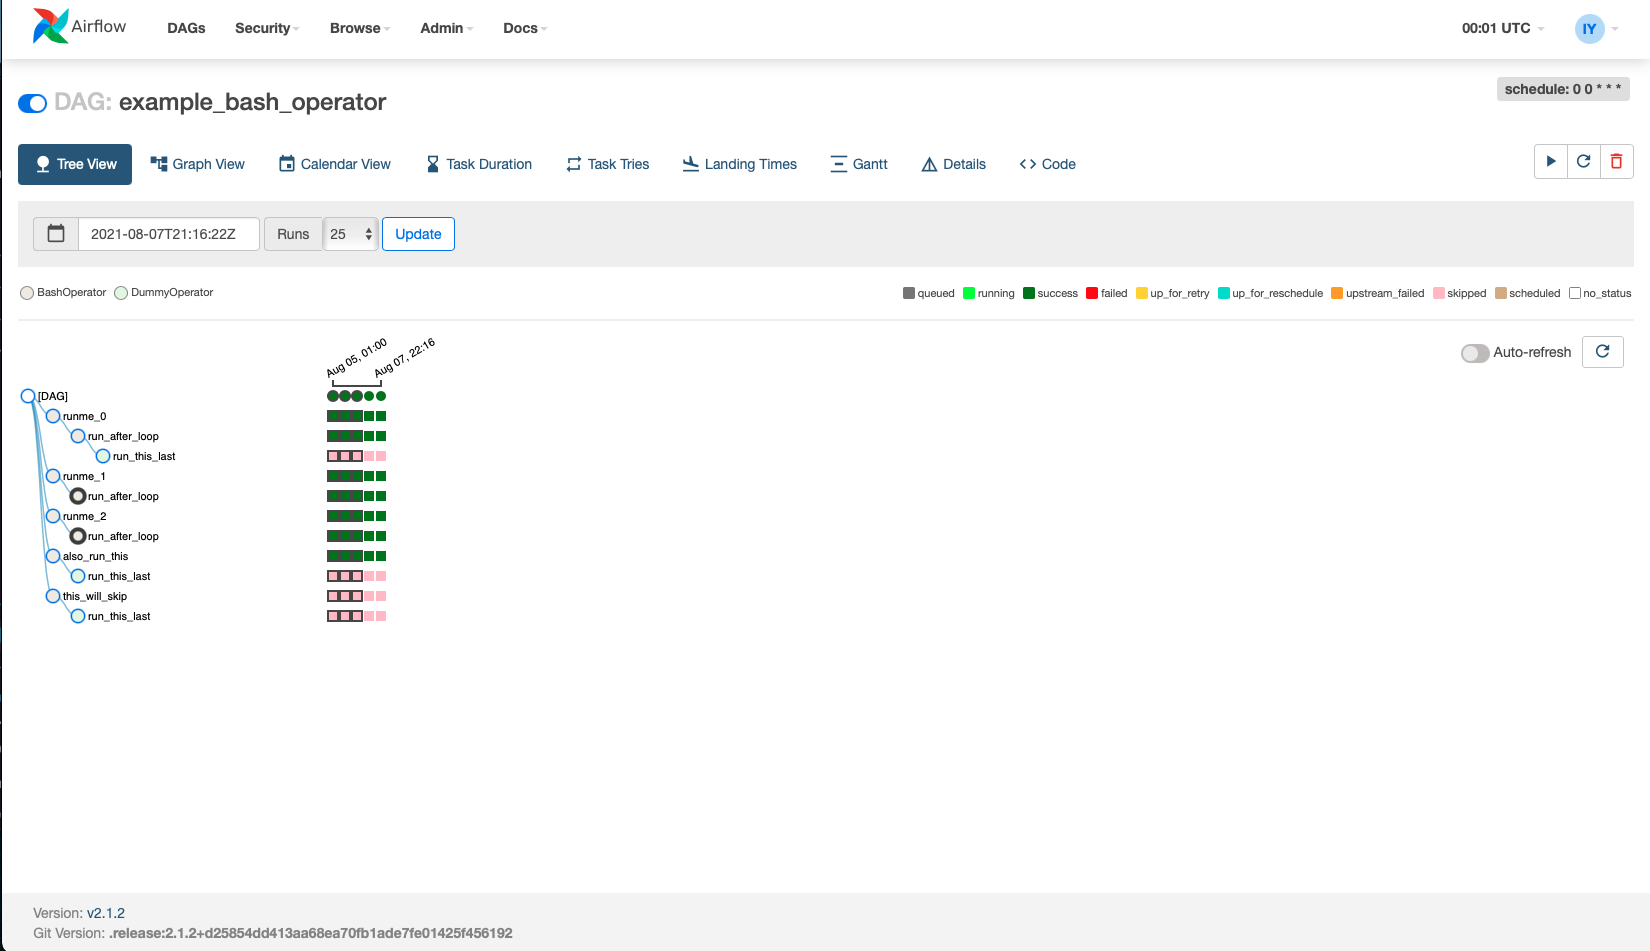 Airflow DAGs Security Browse Admin Docs 00:01 UTC IY
schedule: 0 0 * * *
DAG: example_bash_operator
Tree View Graph View Calendar View Task Duration Task Tries Landing Times Gantt Details Code
2021-08-07T21:16:22Z Runs 25 Update
BashOperator DummyOperator queued running success failed up_for_retry up_for_reschedule upstream_failed skipped scheduled no_status
Aug 05, 01:00 Aug 07, 22:16
Auto-refresh
[DAG]
runme_0
run_after_loop
run_this_last
runme_1
run_after_loop
runme_2
run_after_loop
also_run_this
run_this_last
this_will_skip
run_this_last
Version: v2.1.2
Git Version: .release:2.1.2+d25854dd413aa68ea70fb1ade7fe01425f456192